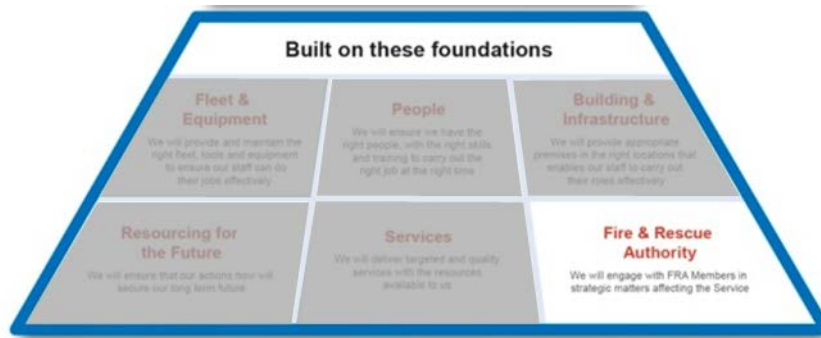 Built on these foundations
Fleet &
Equipment
We will provide and maintain the
right fleet, tools and equipment
to ensure our staff can do
their jobs effectively
People
We will ensure we have the
right people, with the right skills
and training to carry out the
right job at the right time
Building &
Infrastructure
We will provide appropriate
premises in the right locations that
enables our staff to carry out
their roles effectively
Resourcing for
the Future
We will ensure that our actions now will
secure our long term future
Services
We will deliver targeted and quality
services with the resources
available to us
Fire & Rescue
Authority
We will engage with FRA Members in
strategic matters affecting the Service